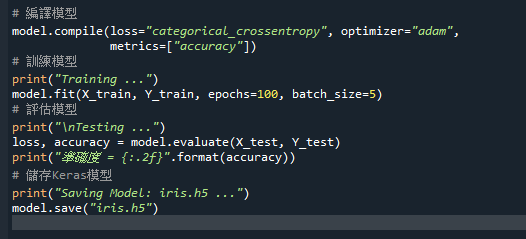 # 編譯模型
model.compile(loss="categorical_crossentropy", optimizer="adam",
metrics=["accuracy"])
# 訓練模型
print("Training ...")
model.fit(X_train, Y_train, epochs=100, batch_size=5)
# 評估模型
print("\nTesting ...")
loss, accuracy = model.evaluate(X_test, Y_test)
print("準確度 = {:.2f}".format(accuracy))
# 儲存Keras模型
print("Saving Model: iris.h5 ...")
model.save("iris.h5")